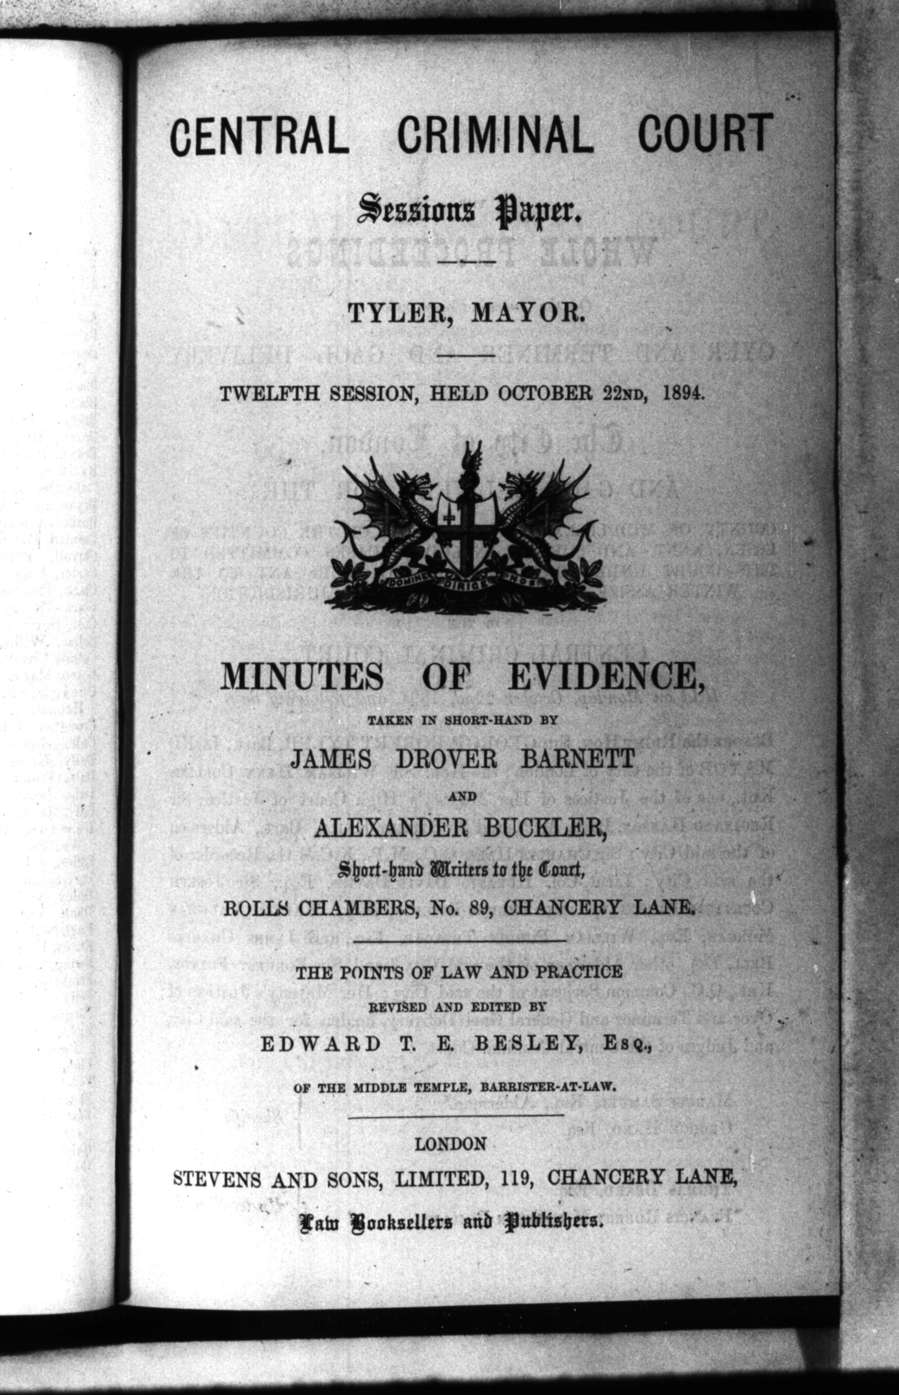 CENTRAL CRIMINAL COURT
Sessions Paper.
TYLER, MAYOR.
TWELFTH SESSION, HELD OCTOBER 22ND, 1894.
DOMINE DIRIGE NOS
MINUTES OF EVIDENCE,
TAKEN IN SHORT-HAND BY
JAMES DROVER BARNETT
AND
ALEXANDER BUCKLER,
Short-hand Writers to the Court,
ROLLS CHAMBERS, No. 89, CHANCERY LANE.
THE POINTS OF LAW AND PRACTICE
REVISED AND EDITED BY
EDWARD T. E. BESLEY, ESQ.,
OF THE MIDDLE TEMPLE, BARRISTER-AT-LAW.
LONDON
STEVENS AND SONS, LIMITED, 119, CHANCERY LANE,
Law Booksellers and Publishers.